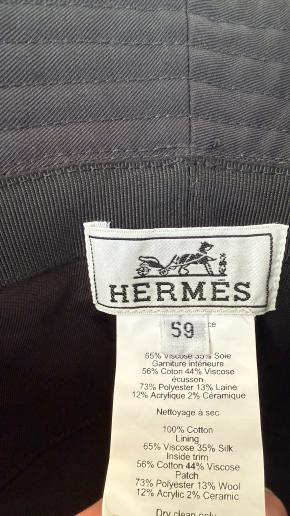 HERMES
59
65% Viscose 35% Soie
Garniture intérieure
56% Coton 44% Viscose
écusson
73% Polyester 13% Laine
12% Acrylique 2% Céramique
Nettoyage à sec
100% Cotton
Lining
65% Viscose 35% Silk
Inside trim
56% Cotton 44% Viscose
Patch
73% Polyester 13% Wool
12% Acrylic 2% Ceramic
Dry clean only